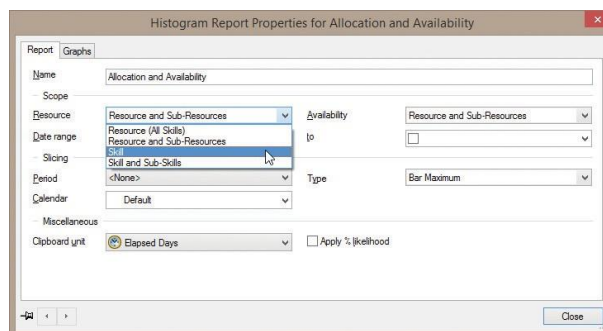 Histogram Report Properties for Allocation and Availability
Report Graphs
Name Allocation and Availability
Scope
Resource Resource and Sub-Resources Availability Resource and Sub-Resources
Resource (All Skills)
Date range Resource and Sub-Resources to
Skill
Slicing Skill and Sub-Skills
Period <None> Type Bar Maximum
Calendar Default
Miscellaneous
Clipboard unit Elapsed Days Apply % likelihood
Close